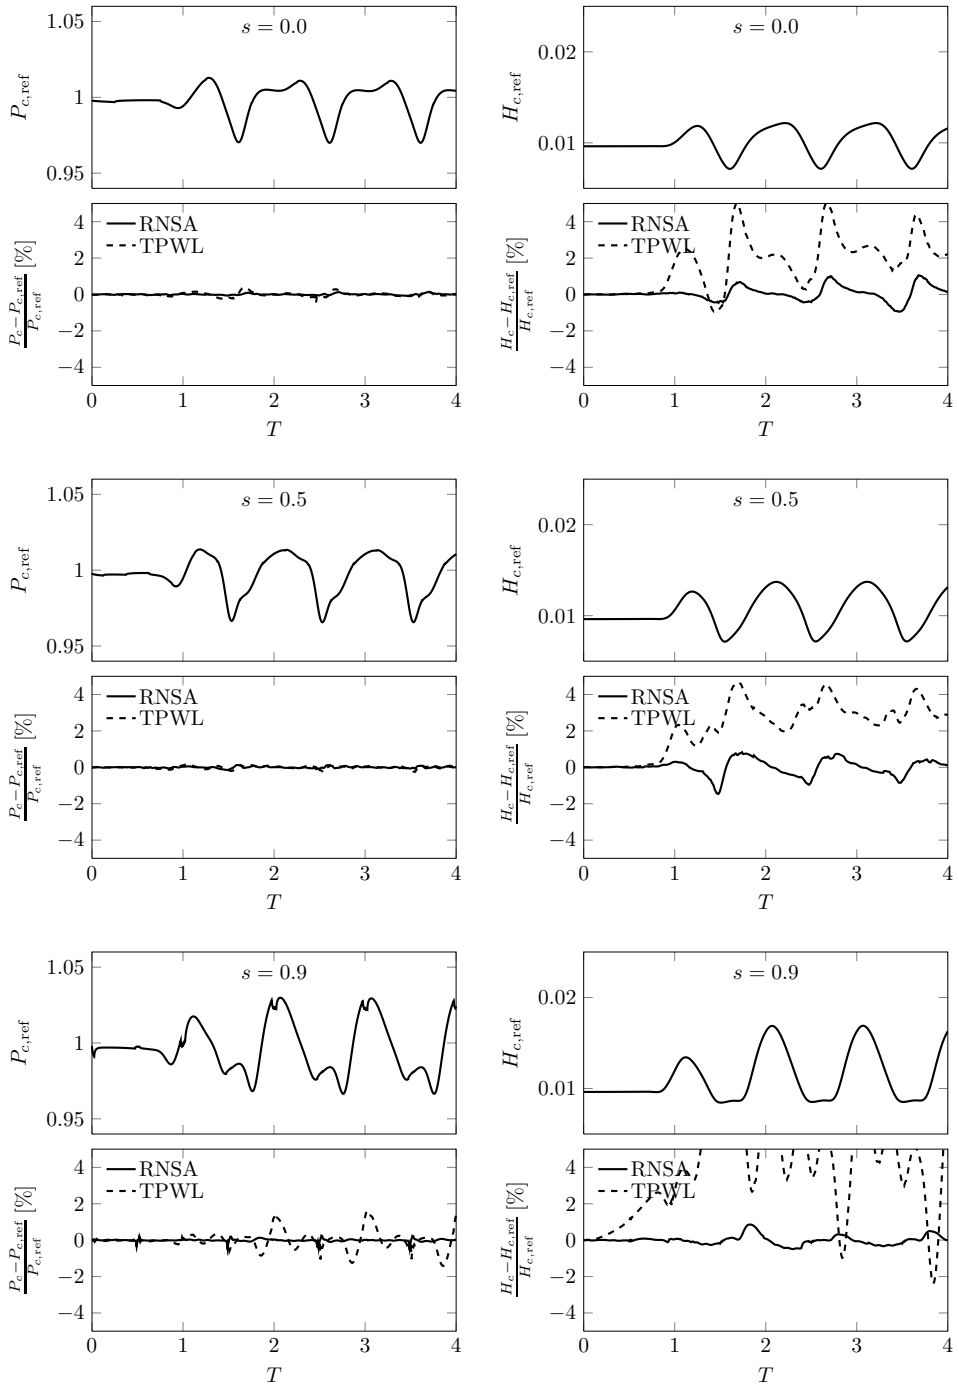 1.05
s = 0.0
P_{c,ref}
1
0.95
RNSA
TPWL
\frac{P_c−P_{c,ref}}{P_{c,ref}} [%]
4
2
0
−2
−4
0 1 2 3 4
T
s = 0.0
H_{c,ref}
0.02
0.01
RNSA
TPWL
\frac{H_c−H_{c,ref}}{H_{c,ref}} [%]
4
2
0
−2
−4
0 1 2 3 4
T
1.05
s = 0.5
P_{c,ref}
1
0.95
RNSA
TPWL
\frac{P_c−P_{c,ref}}{P_{c,ref}} [%]
4
2
0
−2
−4
0 1 2 3 4
T
s = 0.5
H_{c,ref}
0.02
0.01
RNSA
TPWL
\frac{H_c−H_{c,ref}}{H_{c,ref}} [%]
4
2
0
−2
−4
0 1 2 3 4
T
1.05
s = 0.9
P_{c,ref}
1
0.95
RNSA
TPWL
\frac{P_c−P_{c,ref}}{P_{c,ref}} [%]
4
2
0
−2
−4
0 1 2 3 4
T
s = 0.9
H_{c,ref}
0.02
0.01
RNSA
TPWL
\frac{H_c−H_{c,ref}}{H_{c,ref}} [%]
4
2
0
−2
−4
0 1 2 3 4
T